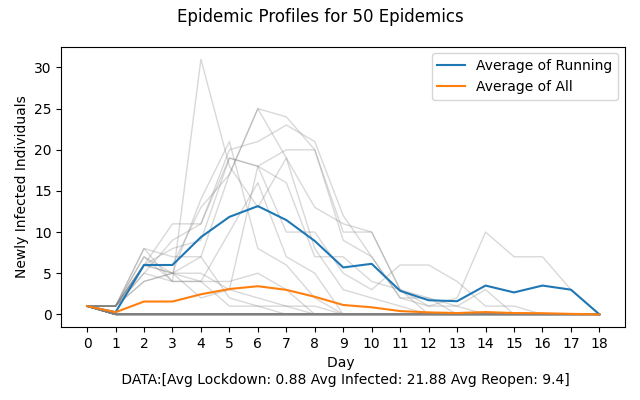 Epidemic Profiles for 50 Epidemics
Average of Running
Average of All
Newly Infected Individuals
30
25
20
15
10
5
0
0 1 2 3 4 5 6 7 8 9 10 11 12 13 14 15 16 17 18
Day
DATA:[Avg Lockdown: 0.88 Avg Infected: 21.88 Avg Reopen: 9.4]